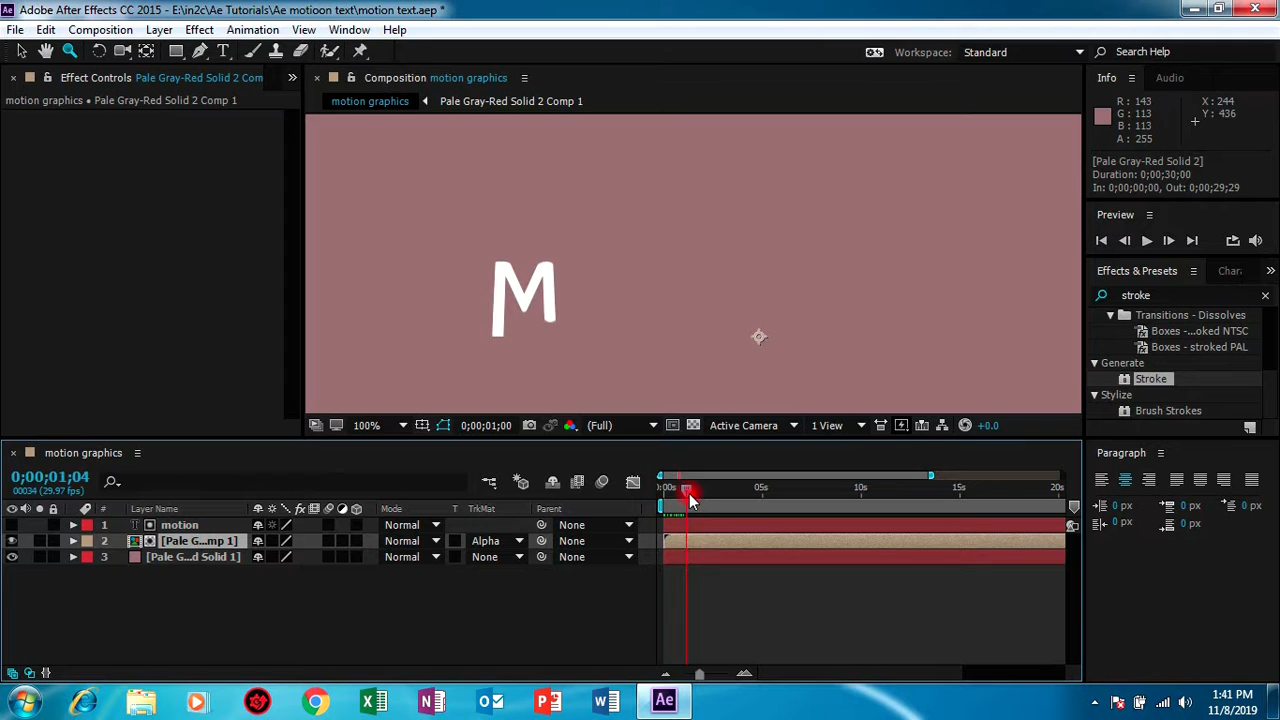 Adobe After Effects CC 2015 - E:\in2c\Ae Tutorials\Ae motioon text\motion text.aep *
File Edit Composition Layer Effect Animation View Window Help
Workspace: Standard Search Help
Effect Controls Pale Gray-Red Solid 2 Com
Composition motion graphics
Info Audio
motion graphics • Pale Gray-Red Solid 2 Comp 1
motion graphics Pale Gray-Red Solid 2 Comp 1
R : 143 X : 244
G : 113 Y : 436
B : 113
A : 255
[Pale Gray-Red Solid 2]
Duration: 0;00;30;00
In: 0;00;00;00, Out: 0;00;29;29
Preview
Effects & Presets Chara
stroke
Transitions - Dissolves
Boxes -...oked NTSC
Boxes - stroked PAL
Generate
Stroke
Stylize
Brush Strokes
M
100% 0;00;01;00 (Full) Active Camera 1 View +0.0
motion graphics
Paragraph
0;00;01;04
00034 (29.97 fps)
:00s 05s 10s 15s 20s
# Layer Name Mode T TrkMat Parent
1 T motion Normal None
2 [Pale G...mp 1] Normal Alpha None
3 [Pale G...d Solid 1] Normal None None
0 px 0 px 0 px
0 px 0 px
Ae
1:41 PM
11/8/2019